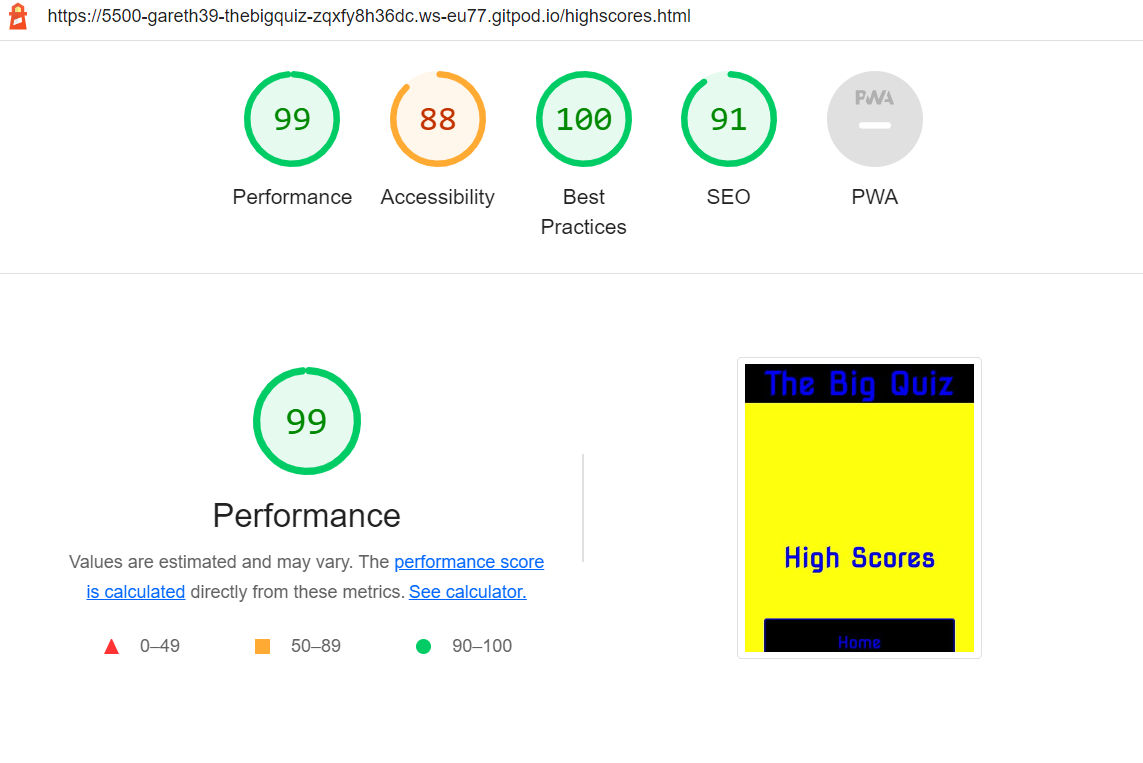 https://5500-gareth39-thebigquiz-zqxfy8h36dc.ws-eu77.gitpod.io/highscores.html
99
88
100
91
PWA
Performance
Accessibility
Best
Practices
SEO
PWA
99
Performance
Values are estimated and may vary. The performance score
is calculated directly from these metrics. See calculator.
0–49
50–89
90–100
The Big Quiz
High Scores
Home